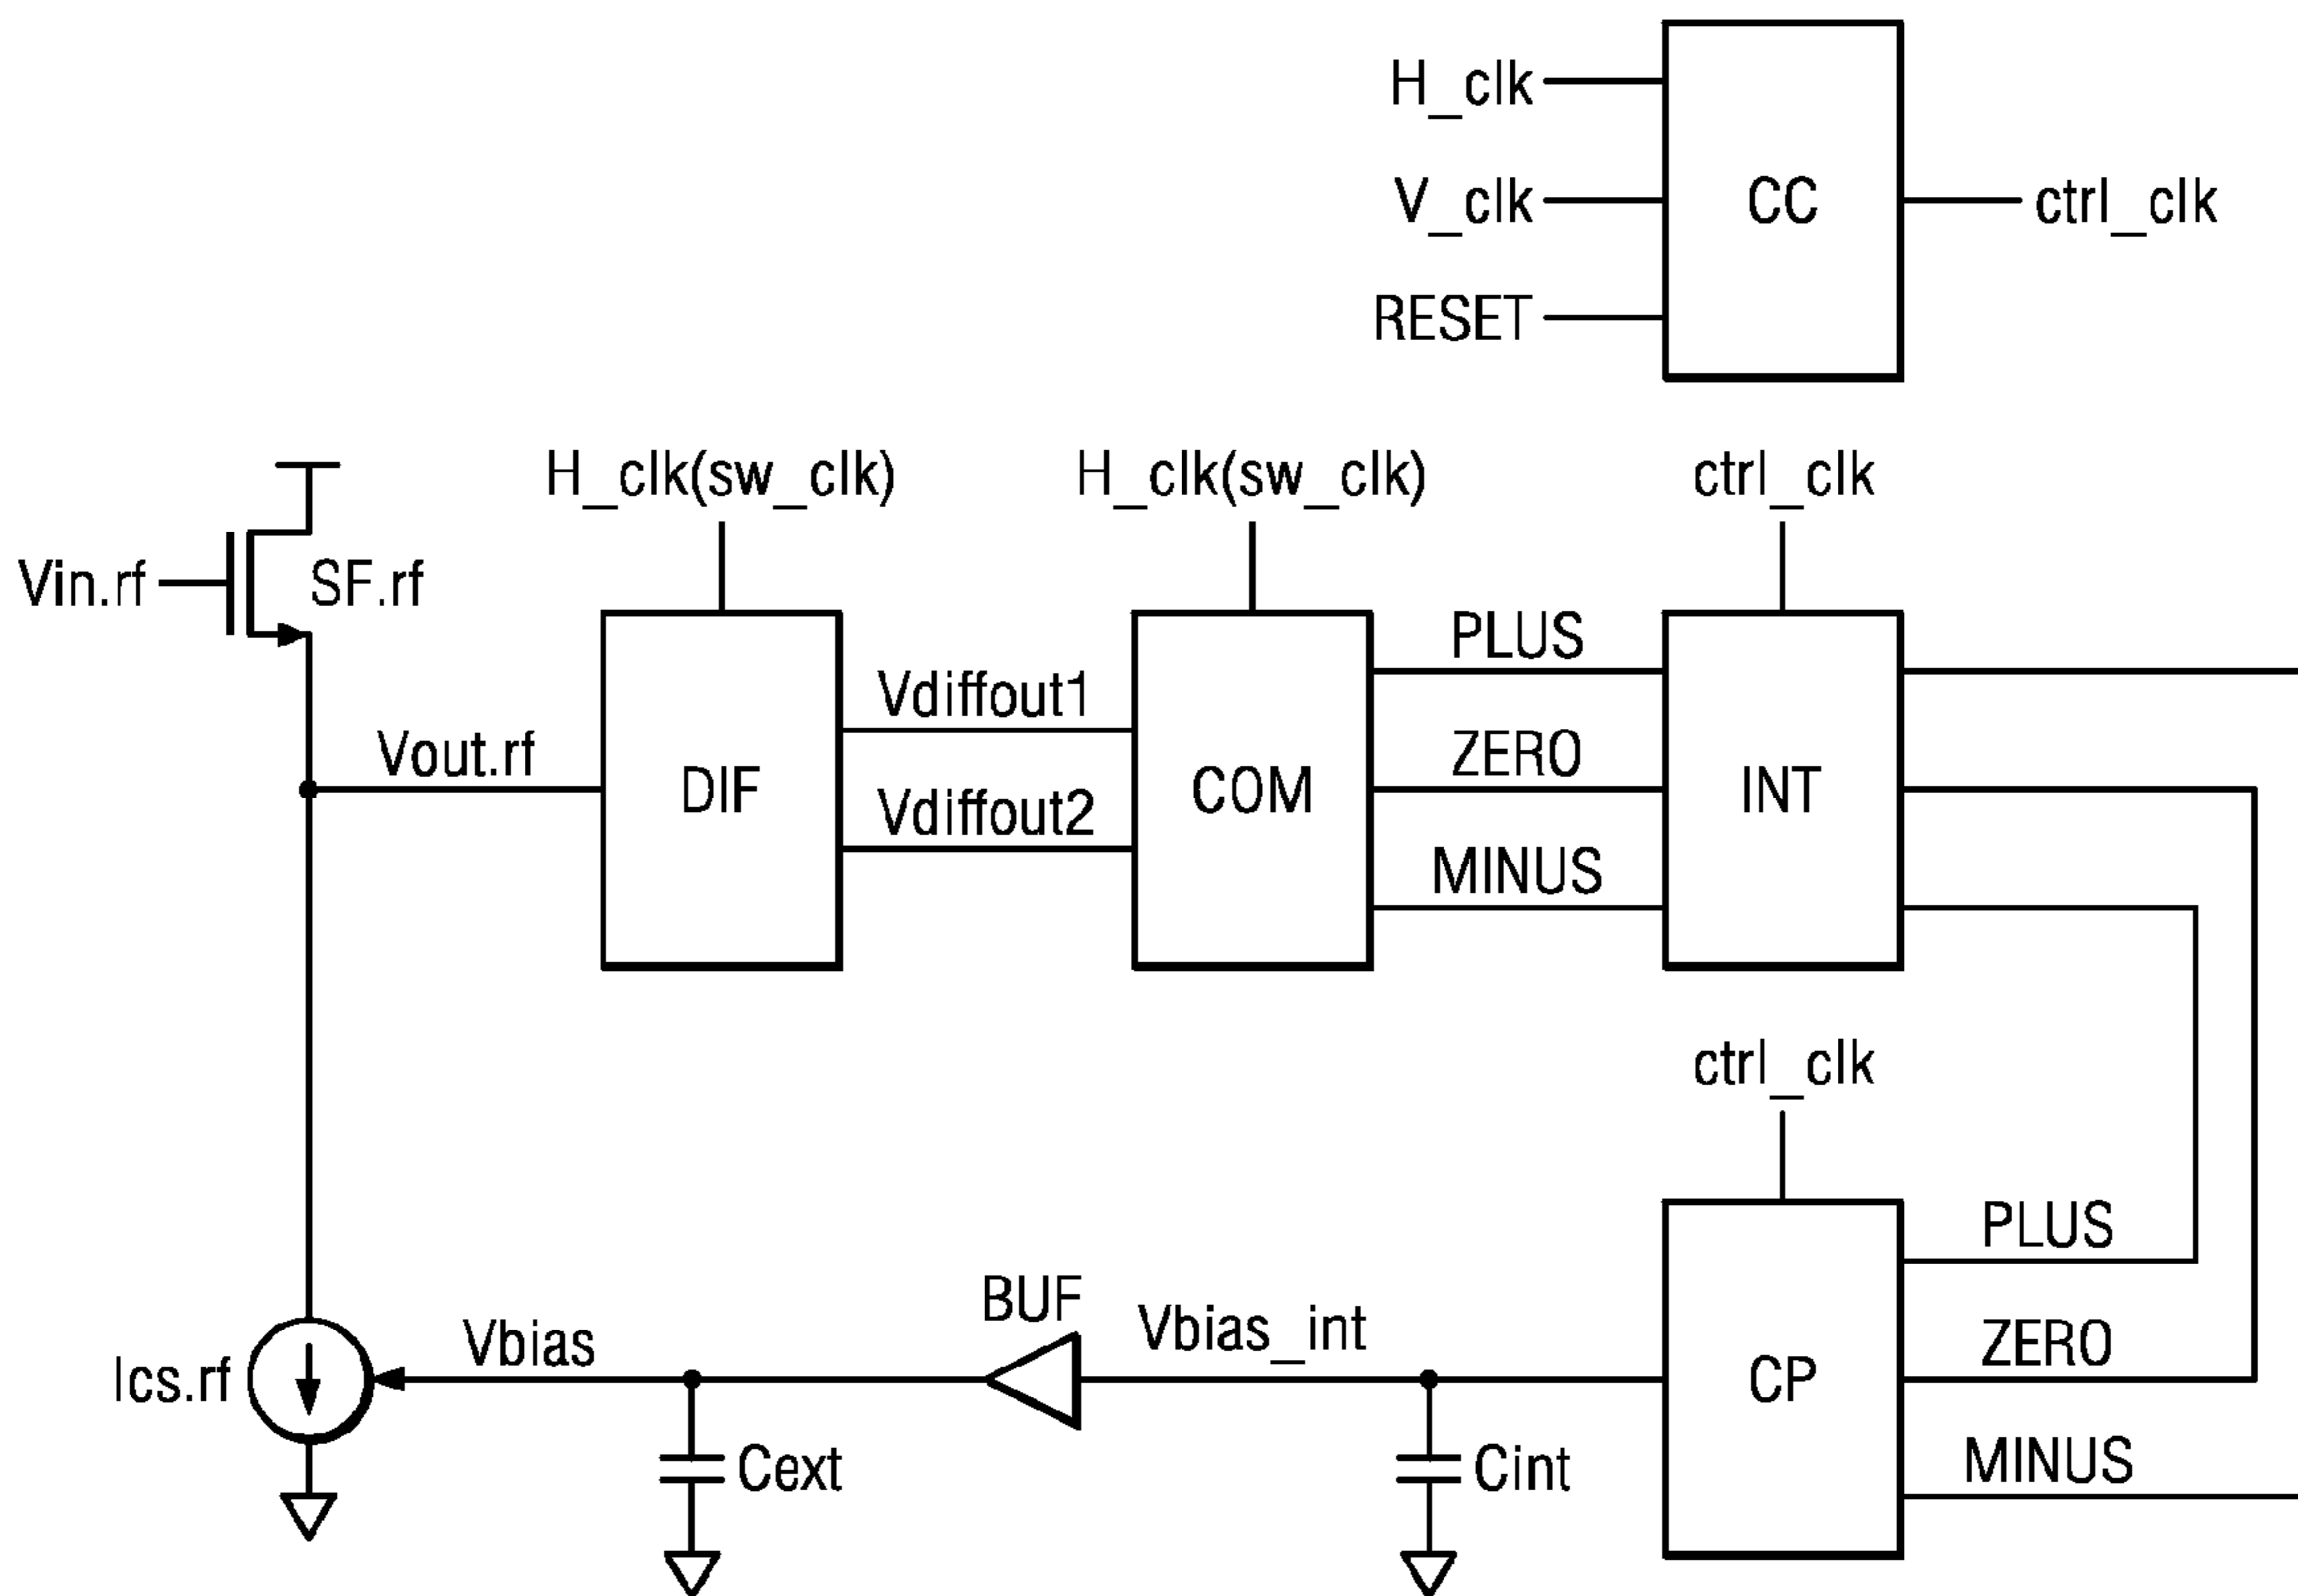 H_clk
V_clk
CC
ctrl_clk
RESET
H_clk(sw_clk)
H_clk(sw_clk)
ctrl_clk
Vin.rf
SF.rf
PLUS
Vdiffout1
Vout.rf
ZERO
DIF
COM
INT
Vdiffout2
MINUS
ctrl_clk
PLUS
BUF
Vbias_int
Vbias
ZERO
Ics.rf
CP
Cext
Cint
MINUS